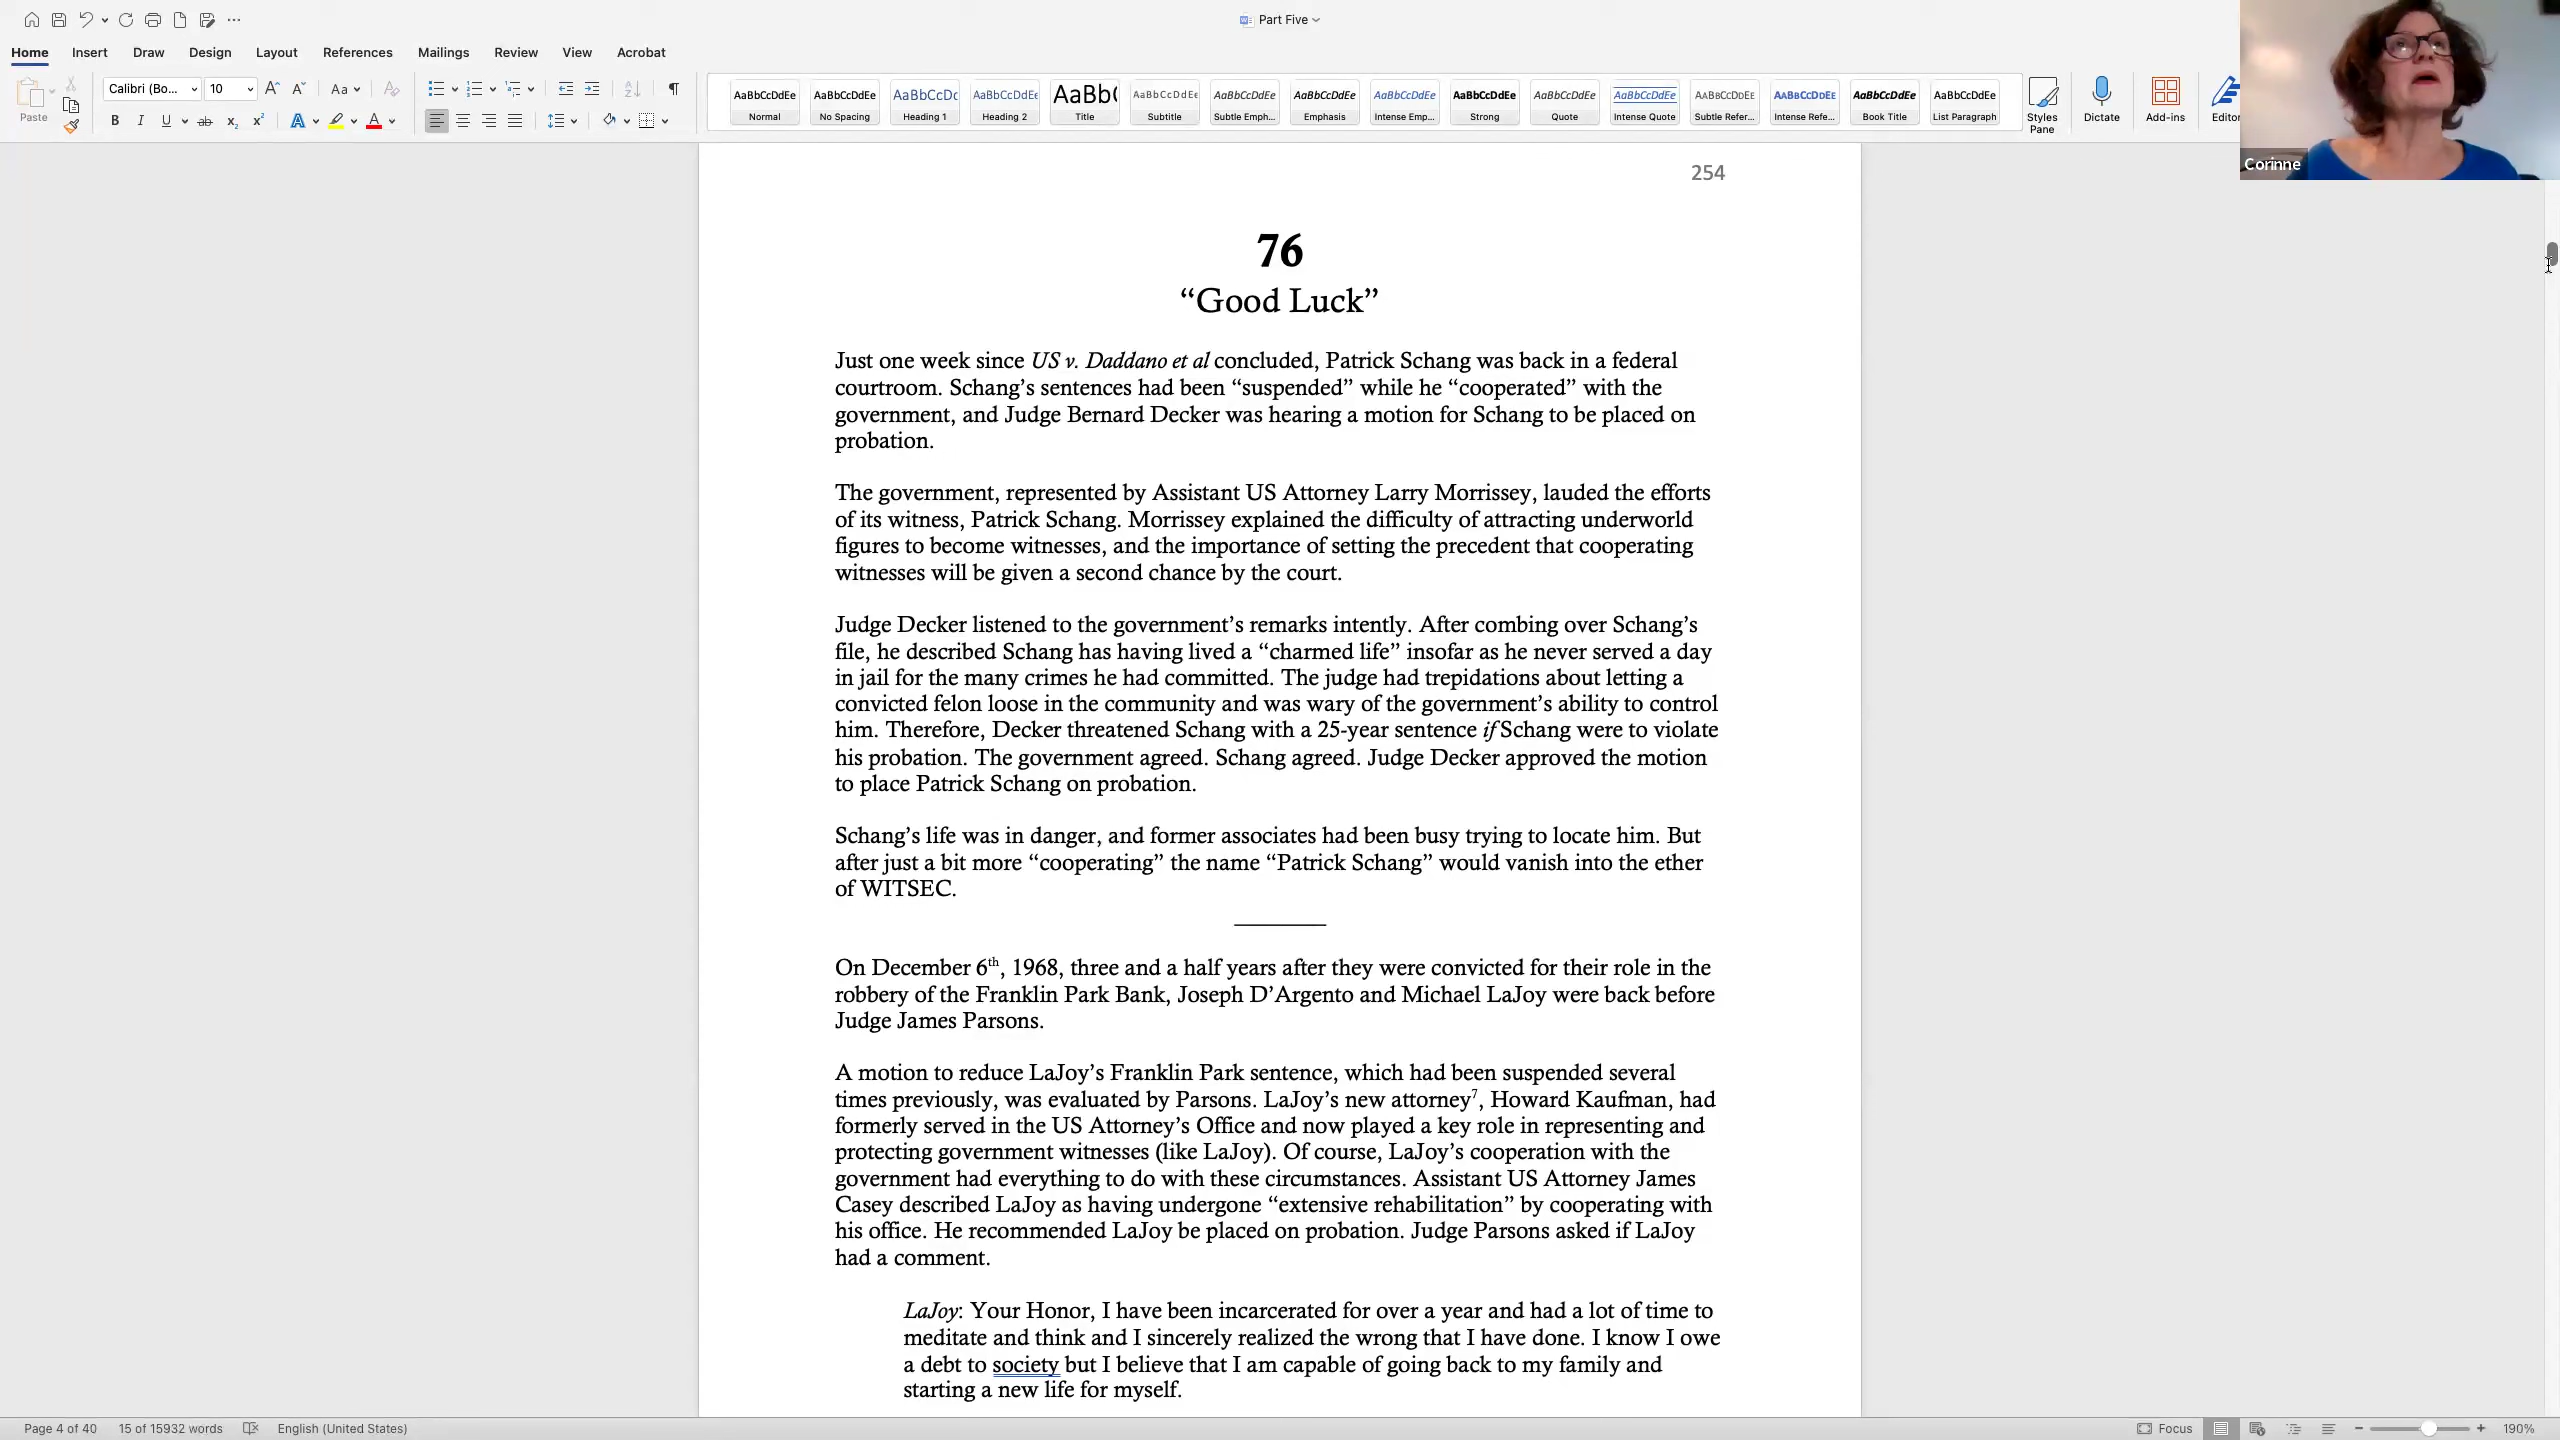 Part Five
Home Insert Draw Design Layout References Mailings Review View Acrobat
Paste
Calibri (Bo... 10
AaBbCcDdEe AaBbCcDdEe AaBbCcDc AaBbCcDdEe AaBb( AaBbCcDdEe AaBbCcDdEe AaBbCcDdEe AaBbCcDdEe AaBbCcDdEe AaBbCcDdEe AaBbCcDdEe AaBbCcDdEe AaBbCcDdEe AaBbCcDdEe AaBbCcDdEe
Normal No Spacing Heading 1 Heading 2 Title Subtitle Subtle Emph... Emphasis Intense Emp... Strong Quote Intense Quote Subtle Refer... Intense Refe... Book Title List Paragraph
Styles Pane Dictate Add-ins Editor
Corinne
254
76
“Good Luck”
Just one week since US v. Daddano et al concluded, Patrick Schang was back in a federal
courtroom. Schang’s sentences had been “suspended” while he “cooperated” with the
government, and Judge Bernard Decker was hearing a motion for Schang to be placed on
probation.
The government, represented by Assistant US Attorney Larry Morrissey, lauded the efforts
of its witness, Patrick Schang. Morrissey explained the difficulty of attracting underworld
figures to become witnesses, and the importance of setting the precedent that cooperating
witnesses will be given a second chance by the court.
Judge Decker listened to the government’s remarks intently. After combing over Schang’s
file, he described Schang has having lived a “charmed life” insofar as he never served a day
in jail for the many crimes he had committed. The judge had trepidations about letting a
convicted felon loose in the community and was wary of the government’s ability to control
him. Therefore, Decker threatened Schang with a 25-year sentence if Schang were to violate
his probation. The government agreed. Schang agreed. Judge Decker approved the motion
to place Patrick Schang on probation.
Schang’s life was in danger, and former associates had been busy trying to locate him. But
after just a bit more “cooperating” the name “Patrick Schang” would vanish into the ether
of WITSEC.
On December 6th, 1968, three and a half years after they were convicted for their role in the
robbery of the Franklin Park Bank, Joseph D’Argento and Michael LaJoy were back before
Judge James Parsons.
A motion to reduce LaJoy’s Franklin Park sentence, which had been suspended several
times previously, was evaluated by Parsons. LaJoy’s new attorney7, Howard Kaufman, had
formerly served in the US Attorney’s Office and now played a key role in representing and
protecting government witnesses (like LaJoy). Of course, LaJoy’s cooperation with the
government had everything to do with these circumstances. Assistant US Attorney James
Casey described LaJoy as having undergone “extensive rehabilitation” by cooperating with
his office. He recommended LaJoy be placed on probation. Judge Parsons asked if LaJoy
had a comment.
LaJoy: Your Honor, I have been incarcerated for over a year and had a lot of time to
meditate and think and I sincerely realized the wrong that I have done. I know I owe
a debt to society but I believe that I am capable of going back to my family and
starting a new life for myself.
Page 4 of 40 15 of 15932 words English (United States) Focus 190%